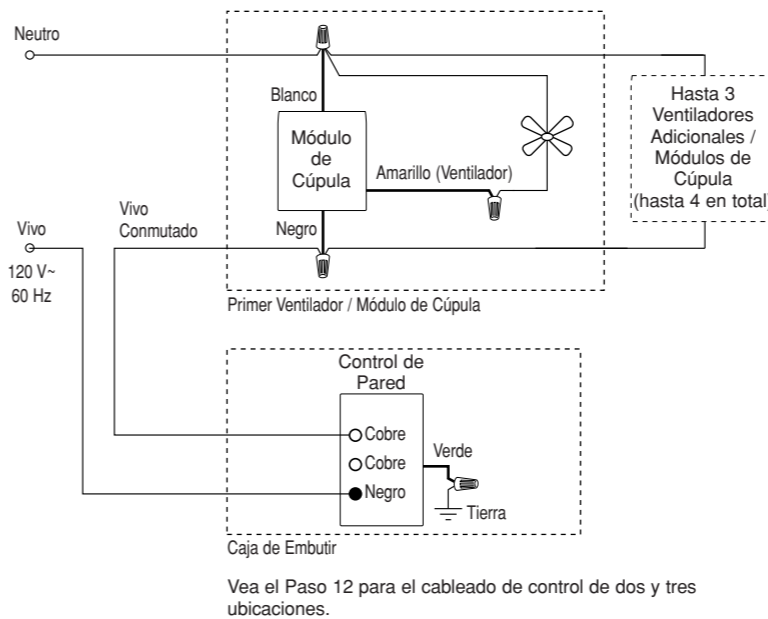 Neutro
Blanco
Módulo
de
Cúpula
Amarillo (Ventilador)
Hasta 3
Ventiladores
Adicionales /
Módulos de
Cúpula
(hasta 4 en total)
Vivo
Conmutado
Negro
Vivo
120 V~
60 Hz
Primer Ventilador / Módulo de Cúpula
Control de
Pared
Cobre
Cobre
Negro
Verde
Tierra
Caja de Embutir
Vea el Paso 12 para el cableado de control de dos y tres
ubicaciones.